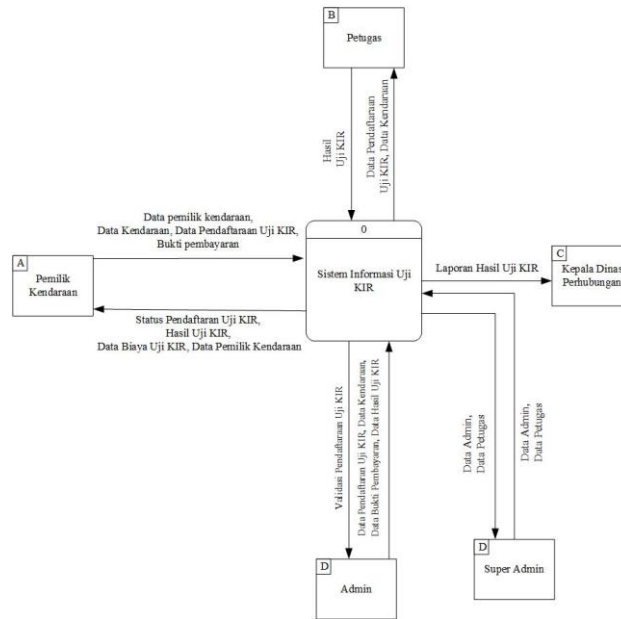 B
Petugas
Hasil
Uji KIR
Data Pendaftaraan
Uji KIR, Data Kendaraan
Data pemilik kendaraan,
Data Kendaraan, Data Pendaftaraan Uji KIR,
Bukti pembayaran
A
Pemilik
Kendaraan
0
Sistem Informasi Uji
KIR
Laporan Hasil Uji KIR
C
Kepala Dinas
Perhubungan
Status Pendaftaran Uji KIR,
Hasil Uji KIR,
Data Biaya Uji KIR, Data Pemilik Kendaraan
Validasi Pendaftaraan Uji KIR
Data Pendaftaran Uji KIR, Data Kendaraan,
Data Bukti Pembayaran, Data Hasil Uji KIR
Data Admin,
Data Petugas
Data Admin,
Data Petugas
D
Admin
D
Super Admin